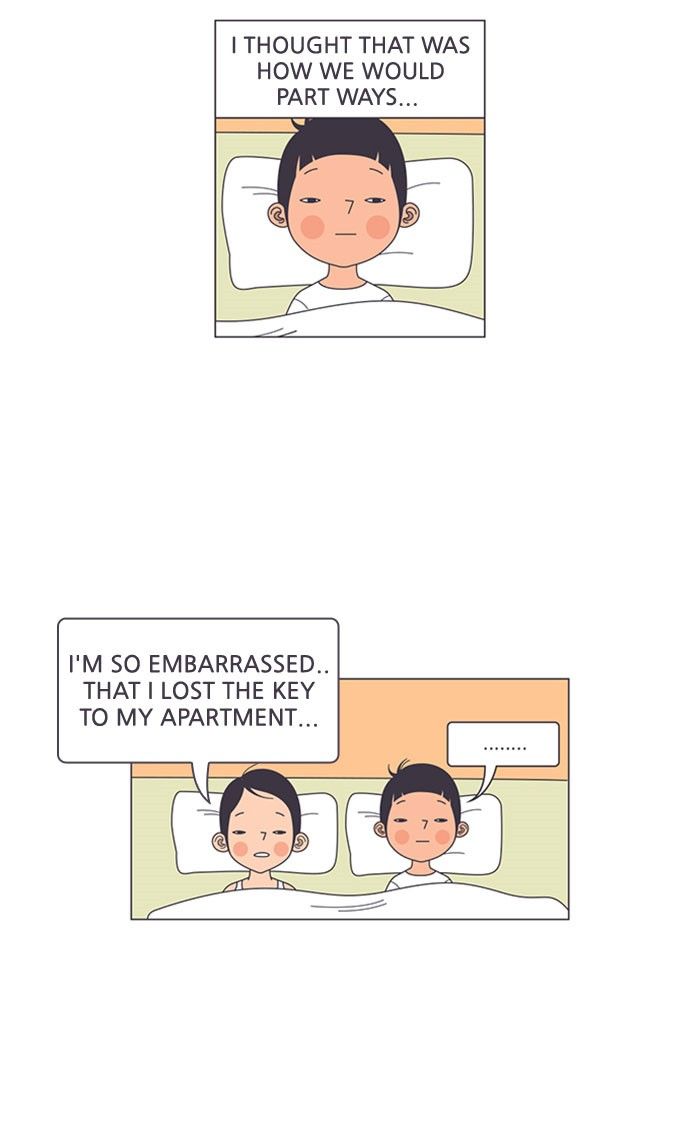 I THOUGHT THAT WAS
HOW WE WOULD
PART WAYS...
I'M SO EMBARRASSED..
THAT I LOST THE KEY
TO MY APARTMENT...
........